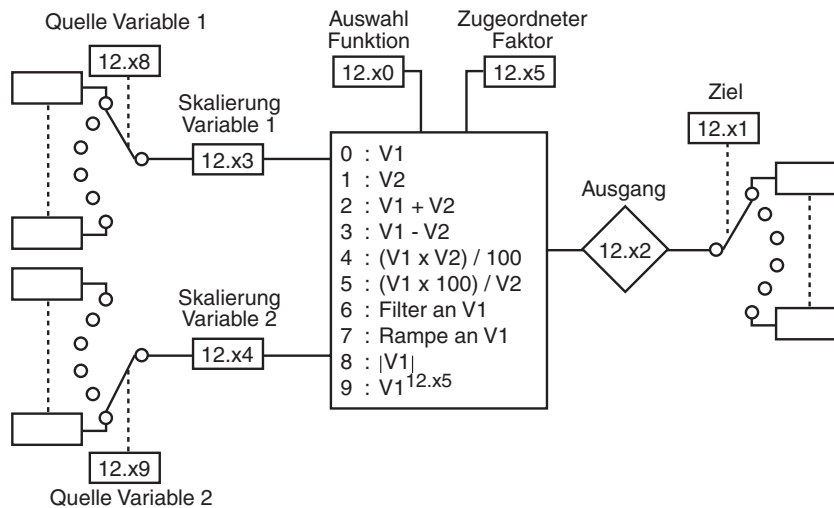 Quelle Variable 1
12.x8
Auswahl
Funktion
12.x0
Zugeordneter
Faktor
12.x5
Skalierung
Variable 1
12.x3
Ziel
12.x1
0 : V1
1 : V2
2 : V1 + V2
3 : V1 - V2
4 : (V1 x V2) / 100
5 : (V1 x 100) / V2
6 : Filter an V1
7 : Rampe an V1
8 : |V1|
9 : V1^12.x5
Ausgang
12.x2
Skalierung
Variable 2
12.x4
12.x9
Quelle Variable 2